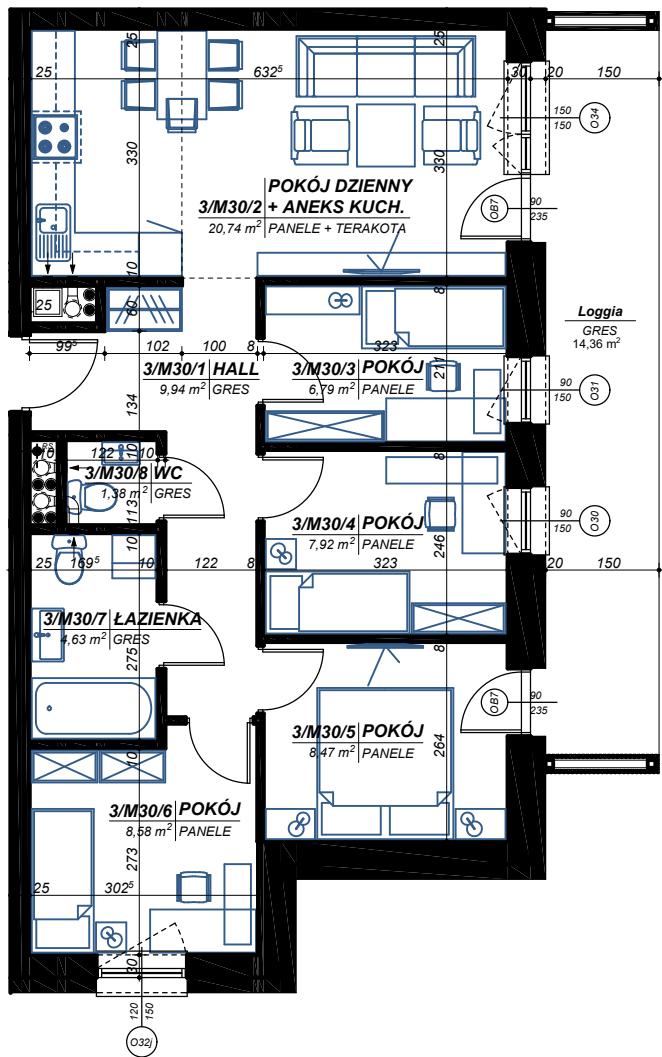 25
25
25
632⁵
30
20
150
150
150
O34
330
330
POKÓJ DZIENNY
3/M30/2 + ANEKS KUCH.
20,74 m² PANELE + TERAKOTA
OB7
90
235
10
8
25
60
Loggia
GRES
14,36 m²
99⁵
102
100
8
323
3/M30/1 HALL
9,94 m² GRES
3/M30/3 POKÓJ
6,79 m² PANELE
211
90
150
O31
134
10
122
10
10
8
3/M30/8 WC
1,38 m² GRES
113
3/M30/4 POKÓJ
7,92 m² PANELE
246
90
150
O30
10
25
169⁵
10
122
8
323
20
150
3/M30/7 ŁAZIENKA
4,63 m² GRES
275
8
OB7
90
235
3/M30/5 POKÓJ
8,47 m² PANELE
264
10
3/M30/6 POKÓJ
8,58 m² PANELE
273
25
302⁵
30
120
150
O32j